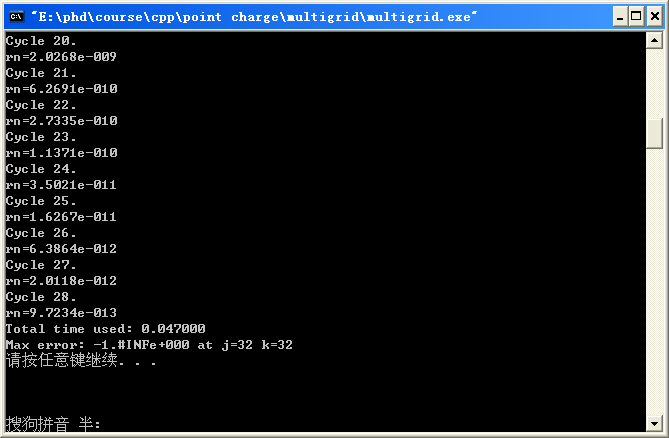 "E:\phd\course\cpp\point charge\multigrid\multigrid.exe"
Cycle 20.
rn=2.0268e-009
Cycle 21.
rn=6.2691e-010
Cycle 22.
rn=2.7335e-010
Cycle 23.
rn=1.1371e-010
Cycle 24.
rn=3.5021e-011
Cycle 25.
rn=1.6267e-011
Cycle 26.
rn=6.3864e-012
Cycle 27.
rn=2.0118e-012
Cycle 28.
rn=9.7234e-013
Total time used: 0.047000
Max error: -1.#INFe+000 at j=32 k=32
请按任意键继续. . .
搜狗拼音 半: